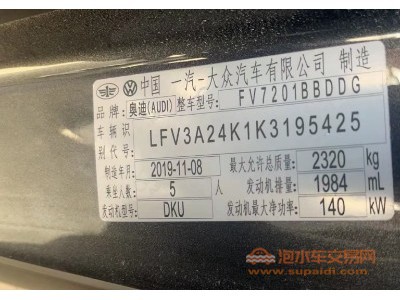 中国 一汽-大众汽车有限公司 制造
品牌：奥迪(AUDI) 整车型号：FV7201BBDDG
车辆识别代号： LFV3A24K1K3195425
制造年月 2019-11-08 最大允许总质量 2320 kg
乘坐人数 5 人 发动机排量 1984 mL
发动机型号 DKU 发动机最大净功率： 140 kW
泡水车交易网
www.supaidi.com